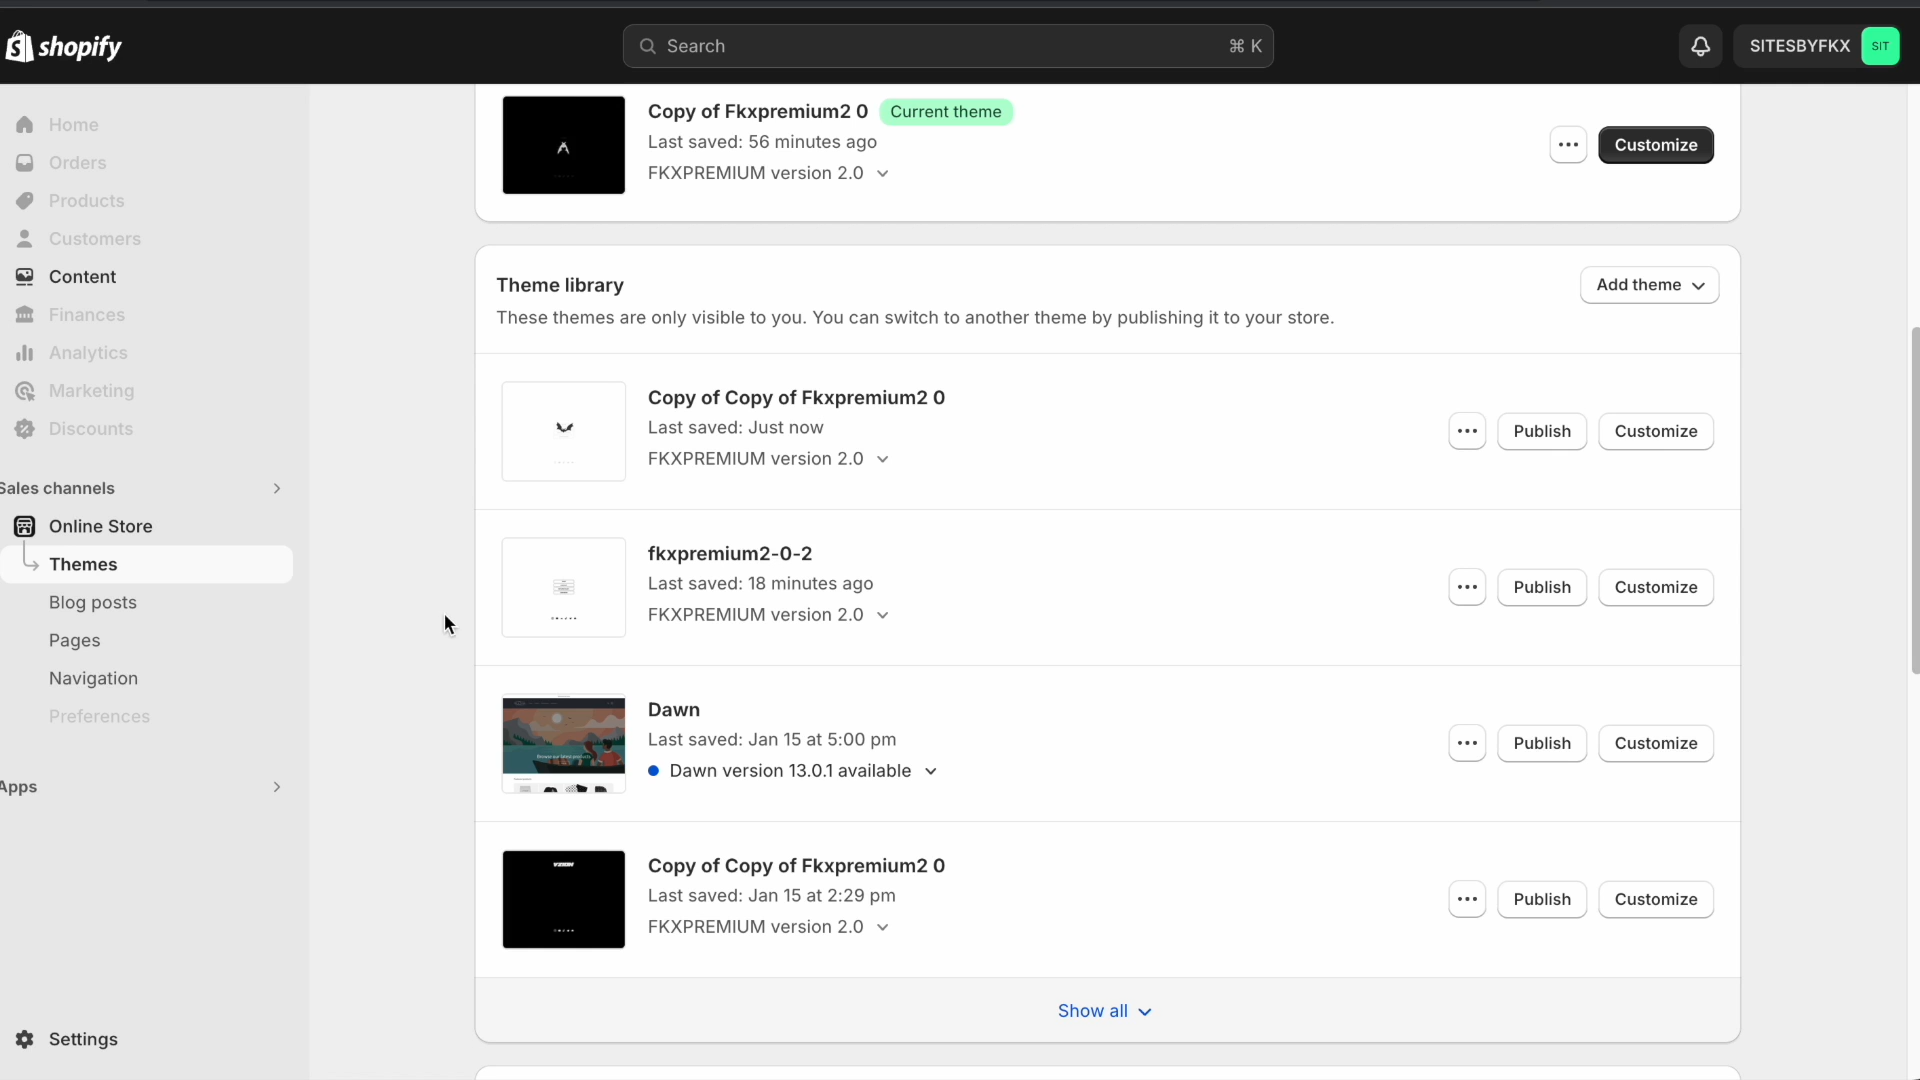 shopify
Search
⌘ K
SITESBYFKX
SIT
Home
Orders
Products
Customers
Content
Finances
Analytics
Marketing
Discounts
Sales channels
Online Store
Themes
Blog posts
Pages
Navigation
Preferences
Apps
Settings
Copy of Fkxpremium2 0
Current theme
Last saved: 56 minutes ago
FKXPREMIUM version 2.0
Customize
Theme library
Add theme
These themes are only visible to you. You can switch to another theme by publishing it to your store.
Copy of Copy of Fkxpremium2 0
Last saved: Just now
FKXPREMIUM version 2.0
Publish
Customize
fkxpremium2-0-2
Last saved: 18 minutes ago
FKXPREMIUM version 2.0
Publish
Customize
Dawn
Last saved: Jan 15 at 5:00 pm
Dawn version 13.0.1 available
Publish
Customize
Copy of Copy of Fkxpremium2 0
Last saved: Jan 15 at 2:29 pm
FKXPREMIUM version 2.0
Publish
Customize
Show all